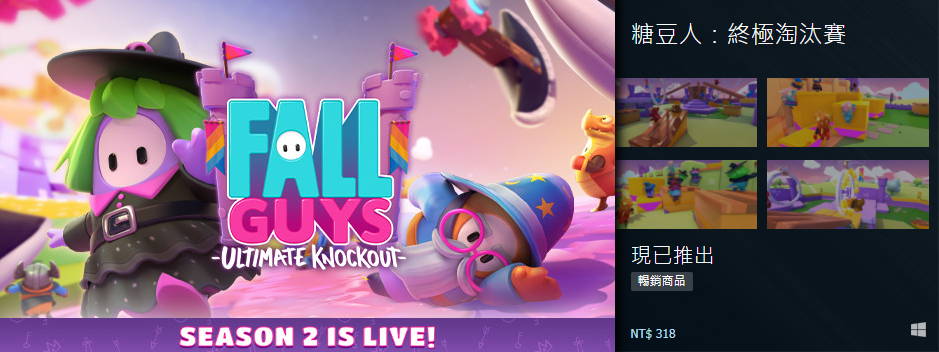 FALL
GUYS
-ULTIMATE KNOCKOUT-
SEASON 2 IS LIVE!
糖豆人：終極淘汰賽
現已推出
暢銷商品
NT$ 318